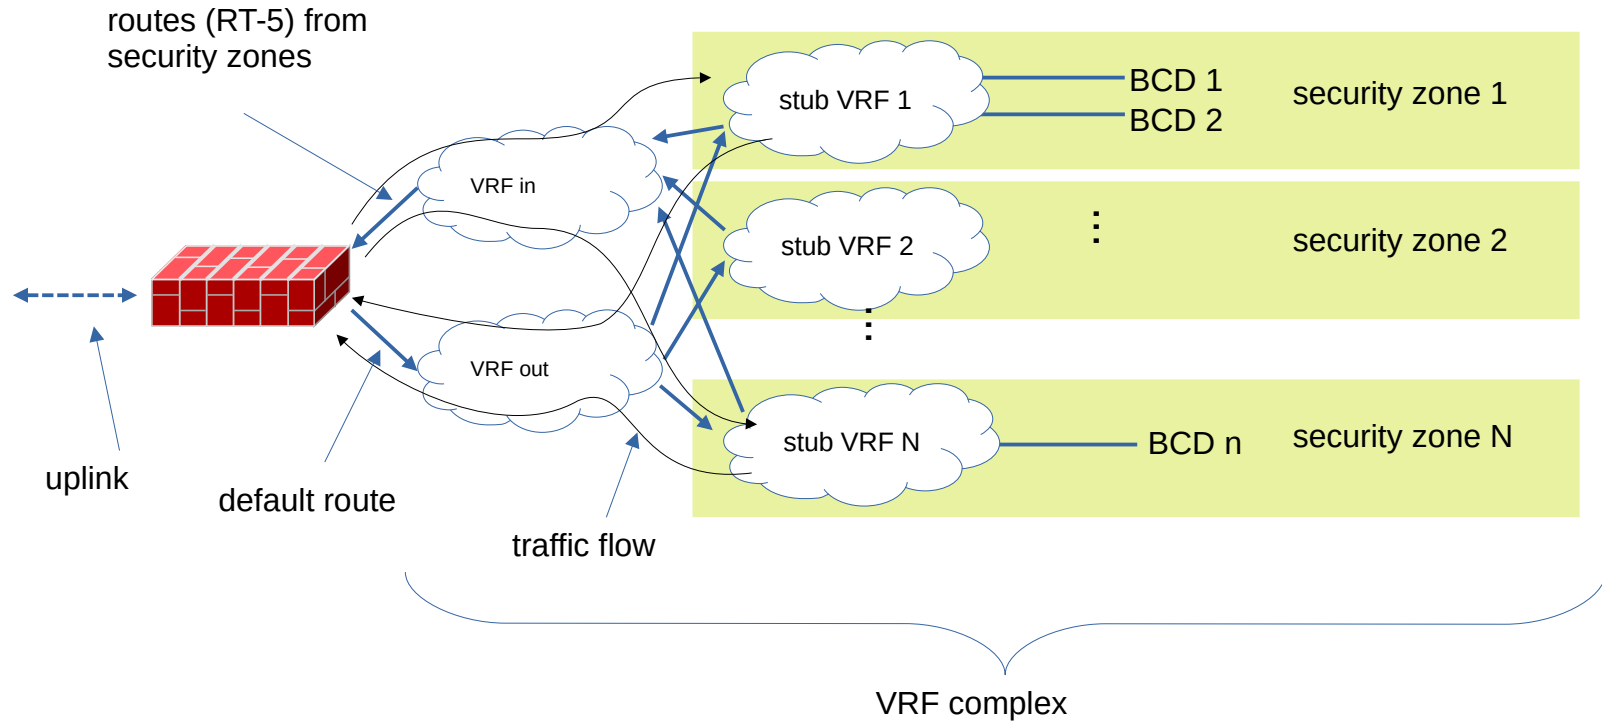 routes (RT-5) from
security zones
stub VRF 1
BCD 1
BCD 2
security zone 1
VRF in
stub VRF 2
security zone 2
VRF out
stub VRF N
BCD n
security zone N
uplink
default route
traffic flow
VRF complex